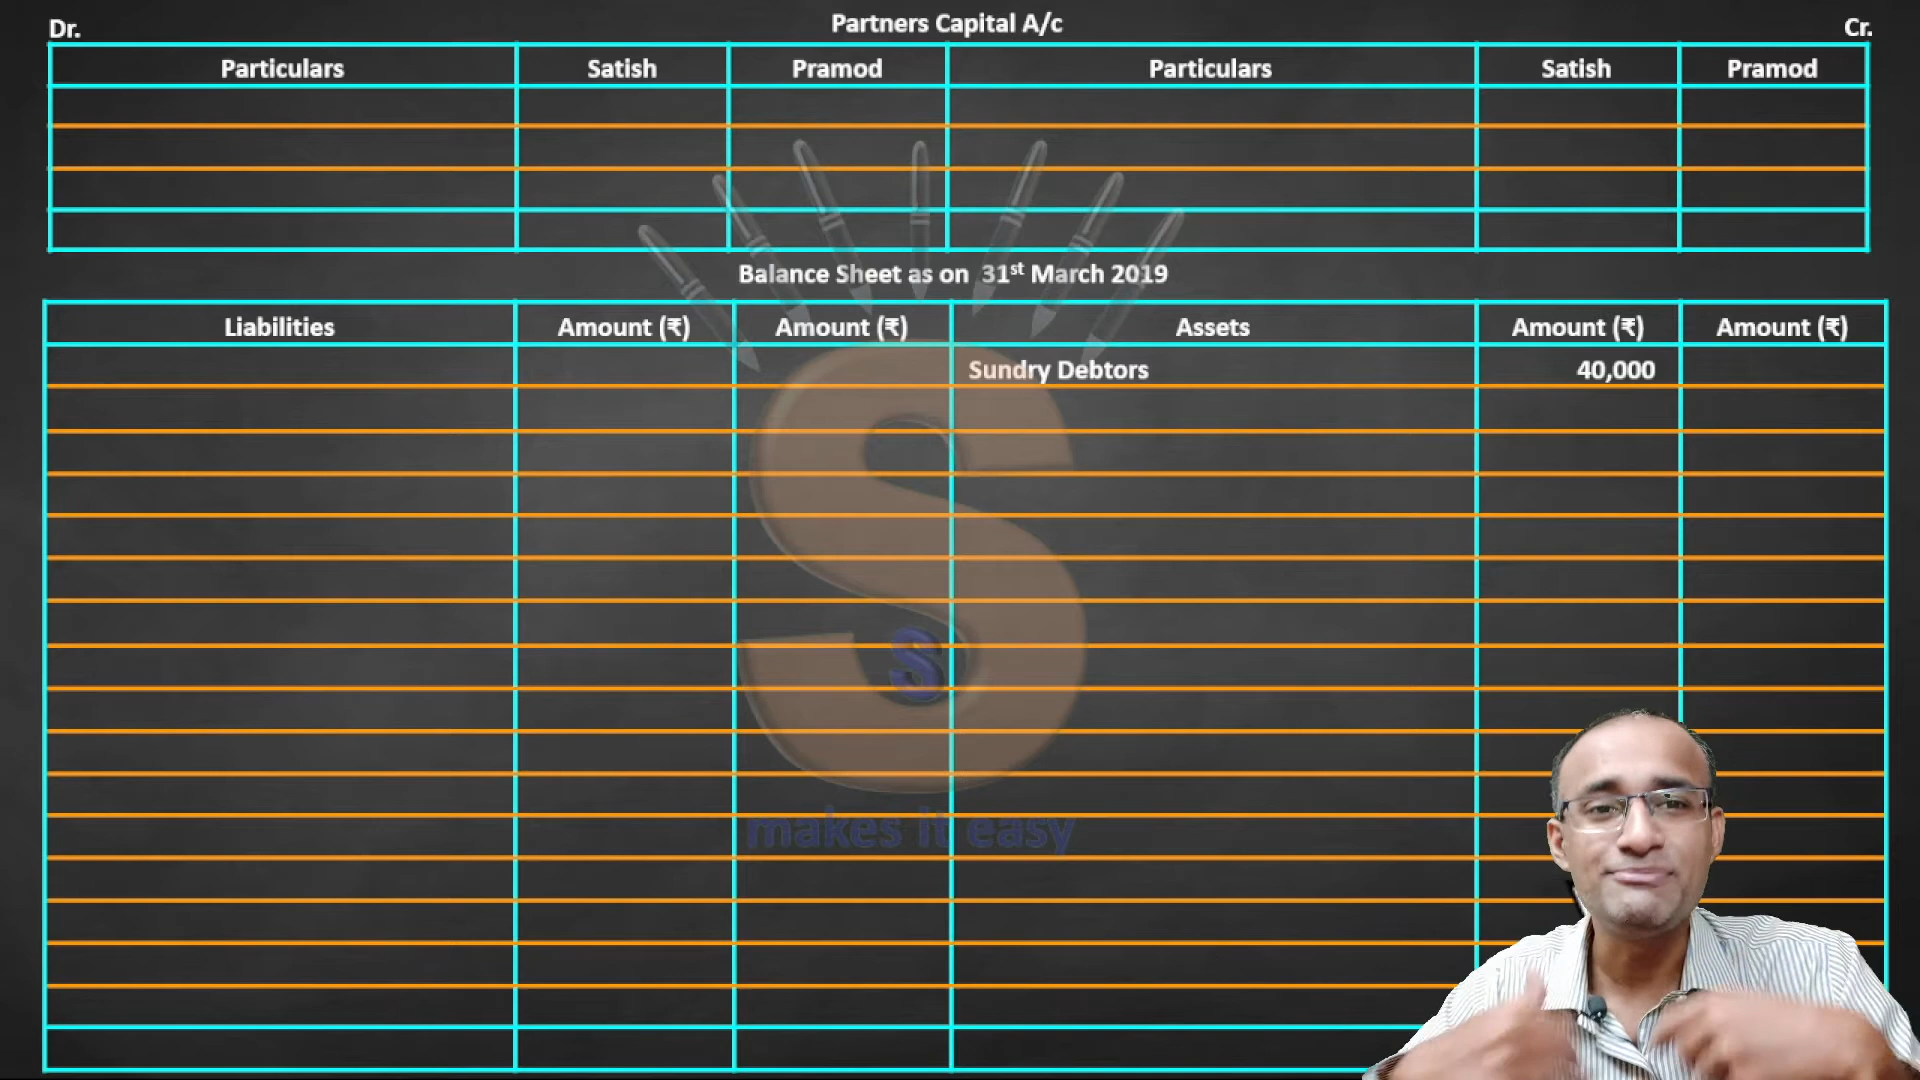 Dr. Partners Capital A/c Cr.
Particulars Satish Pramod Particulars Satish Pramod
Balance Sheet as on 31st March 2019
Liabilities Amount (₹) Amount (₹) Assets Amount (₹) Amount (₹)
Sundry Debtors 40,000
S
S
makes it easy